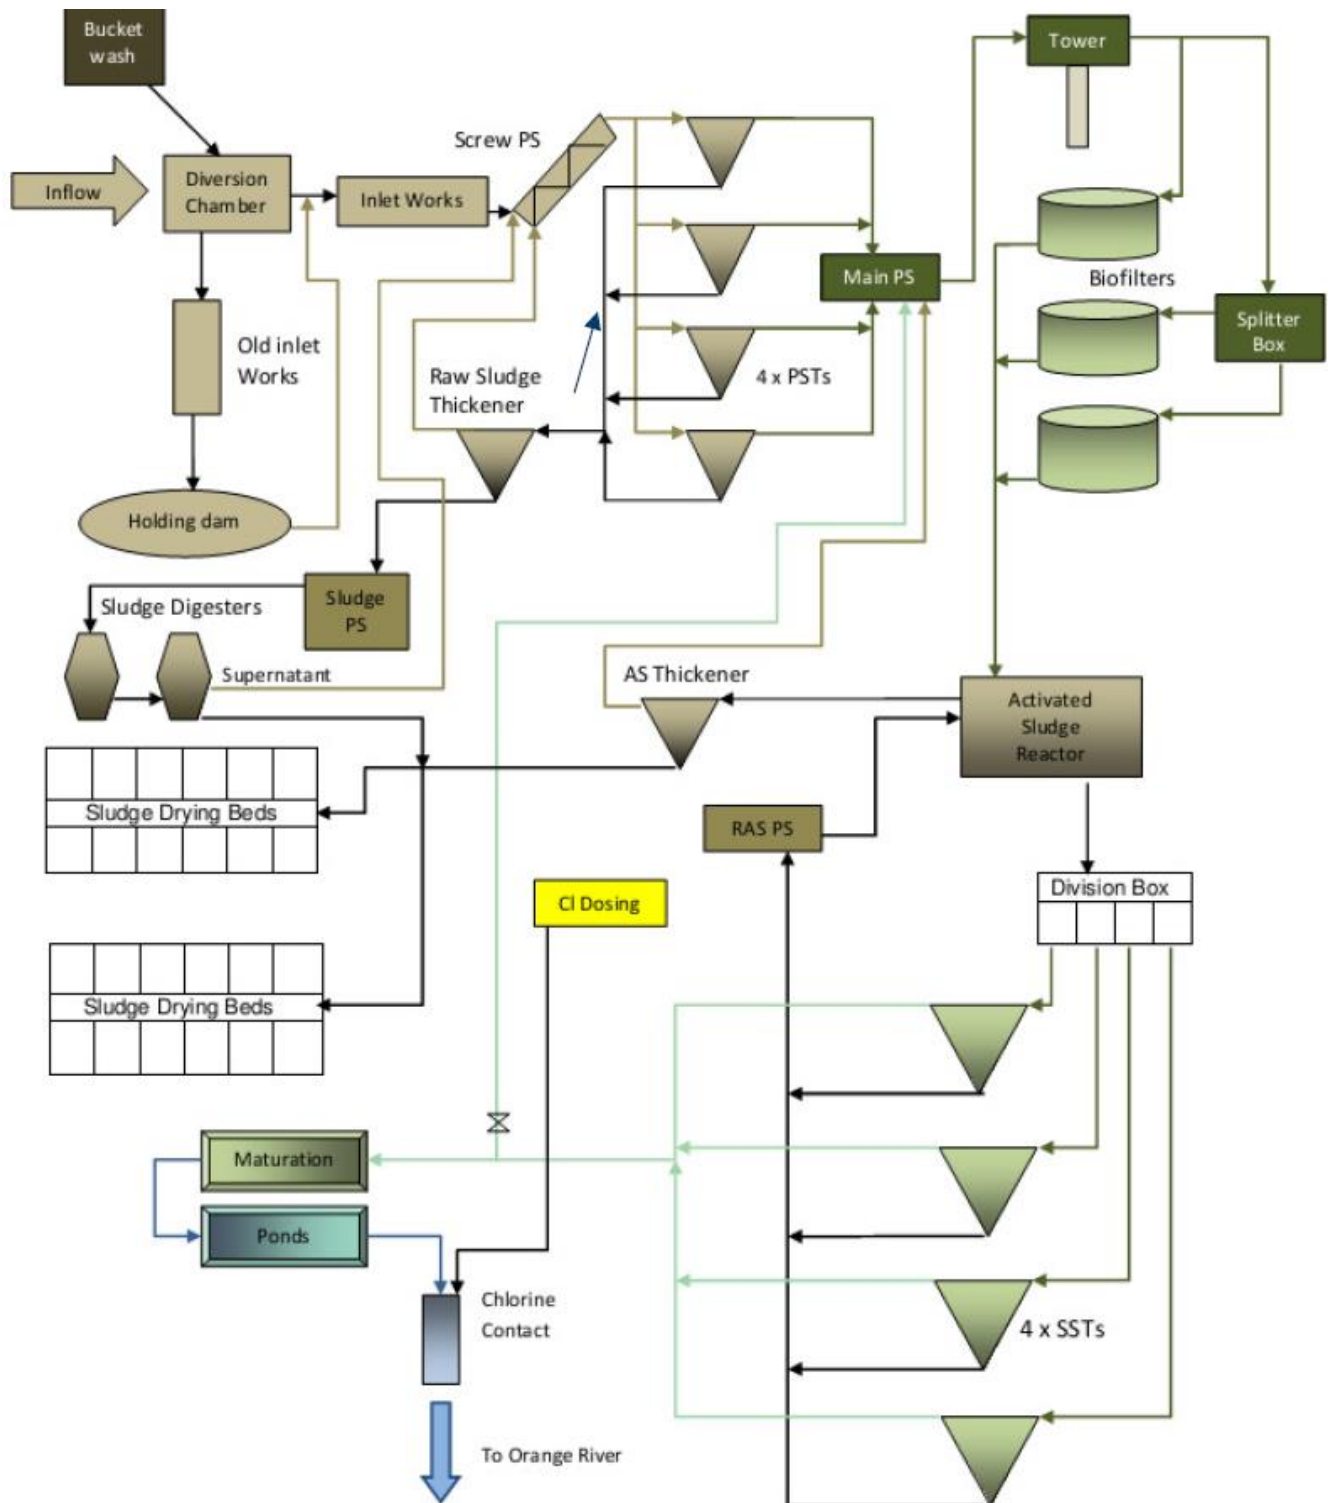 Bucket
wash
Tower
Screw PS
Inflow
Diversion
Chamber
Inlet Works
Main PS
Biofilters
Splitter
Box
Old inlet
Works
Raw Sludge
Thickener
4 x PSTs
Holding dam
Sludge Digesters
Sludge
PS
Supernatant
AS Thickener
Activated
Sludge
Reactor
Sludge Drying Beds
RAS PS
Cl Dosing
Division Box
Sludge Drying Beds
Maturation
Ponds
Chlorine
Contact
4 x SSTs
To Orange River